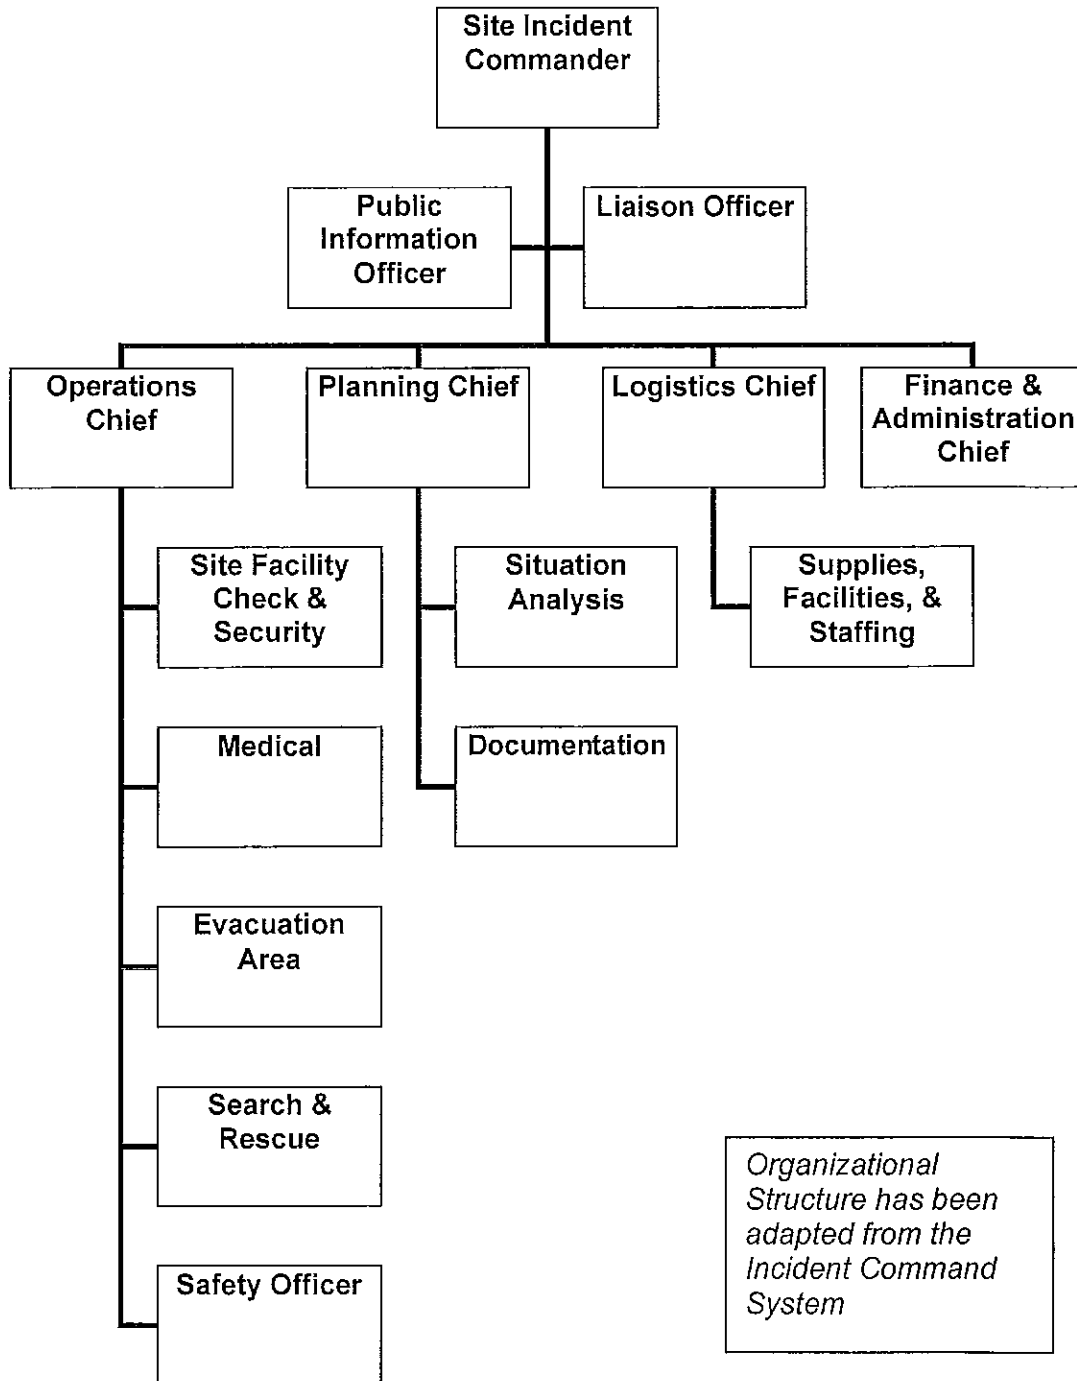 Site Incident
Commander
Public
Information
Officer
Liaison Officer
Operations
Chief
Planning Chief
Logistics Chief
Finance &
Administration
Chief
Site Facility
Check &
Security
Situation
Analysis
Supplies,
Facilities, &
Staffing
Medical
Documentation
Evacuation
Area
Search &
Rescue
Safety Officer
Organizational
Structure has been
adapted from the
Incident Command
System